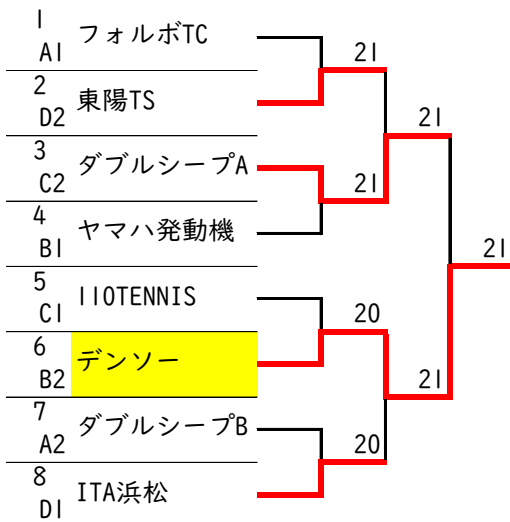 1 フォルボTC
A1
21
2 東陽TS
D2
21
3 ダブルシープA
C2
21
4 ヤマハ発動機
B1
21
5 110TENNIS
C1
20
6 デンソー
B2
21
7 ダブルシープB
A2
20
8 ITA浜松
D1